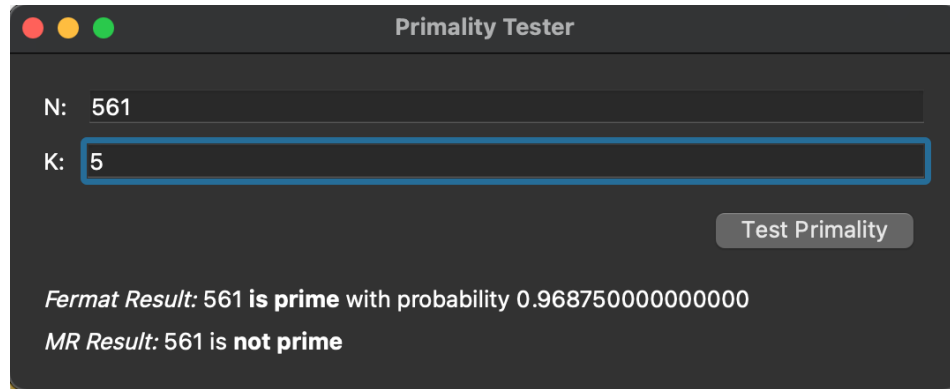 Primality Tester
N: 561
K: 5
Test Primality
Fermat Result: 561 is prime with probability 0.968750000000000
MR Result: 561 is not prime